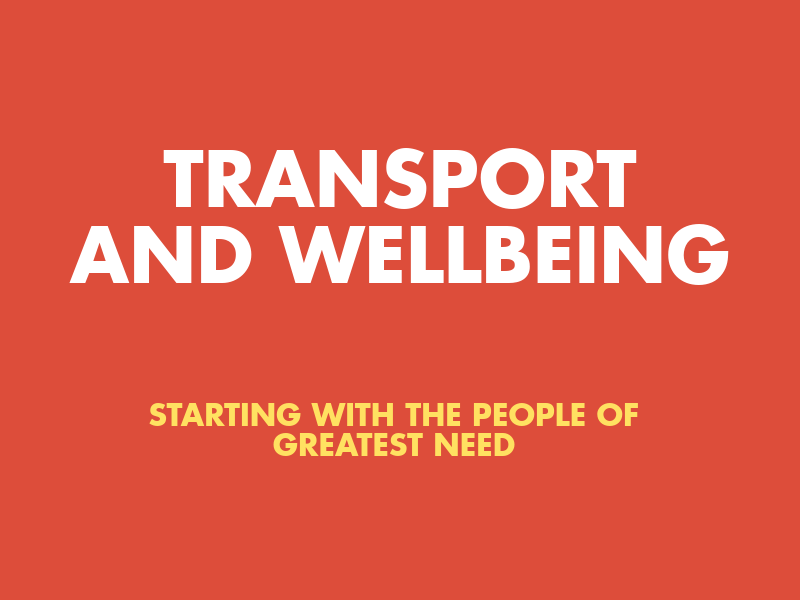 TRANSPORT
AND WELLBEING
STARTING WITH THE PEOPLE OF
GREATEST NEED